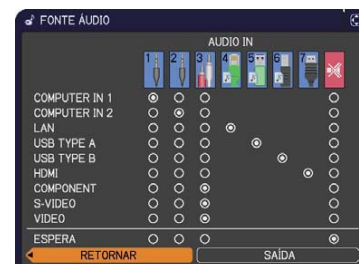 FONTE ÁUDIO
AUDIO IN
1 2 3 4 5 6 7
COMPUTER IN 1
COMPUTER IN 2
LAN
USB TYPE A
USB TYPE B
HDMI
COMPONENT
S-VIDEO
VIDEO
ESPERA
RETORNAR SAÍDA